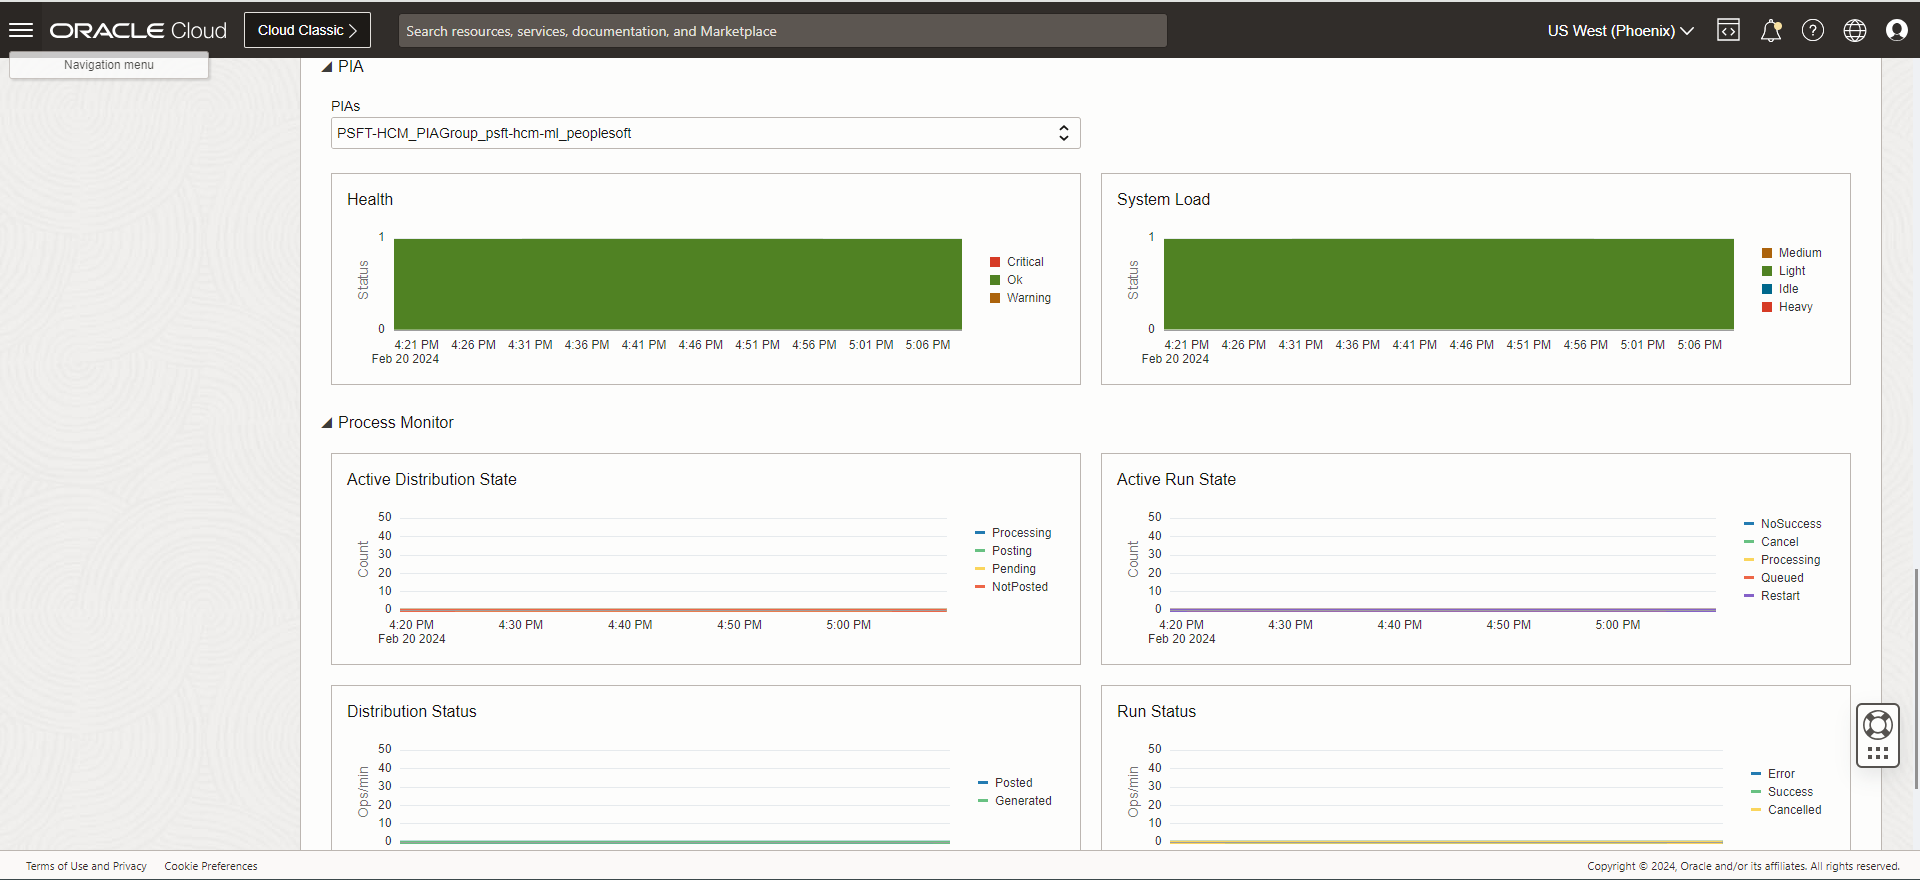 ORACLE Cloud
Cloud Classic
Search resources, services, documentation, and Marketplace
US West (Phoenix)
Navigation menu
PIA
PIAs
PSFT-HCM_PIAGroup_psft-hcm-ml_peoplesoft
Health
1
Status
0
4:21 PM 4:26 PM 4:31 PM 4:36 PM 4:41 PM 4:46 PM 4:51 PM 4:56 PM 5:01 PM 5:06 PM
Feb 20 2024
Critical
Ok
Warning
System Load
1
Status
0
4:21 PM 4:26 PM 4:31 PM 4:36 PM 4:41 PM 4:46 PM 4:51 PM 4:56 PM 5:01 PM 5:06 PM
Feb 20 2024
Medium
Light
Idle
Heavy
Process Monitor
Active Distribution State
50
40
30
20
10
0
Count
4:20 PM 4:30 PM 4:40 PM 4:50 PM 5:00 PM
Feb 20 2024
Processing
Posting
Pending
NotPosted
Active Run State
50
40
30
20
10
0
Count
4:20 PM 4:30 PM 4:40 PM 4:50 PM 5:00 PM
Feb 20 2024
NoSuccess
Cancel
Processing
Queued
Restart
Distribution Status
50
40
30
20
10
0
Ops/min
Posted
Generated
Run Status
50
40
30
20
10
0
Ops/min
Error
Success
Cancelled
Terms of Use and Privacy Cookie Preferences
Copyright © 2024, Oracle and/or its affiliates. All rights reserved.